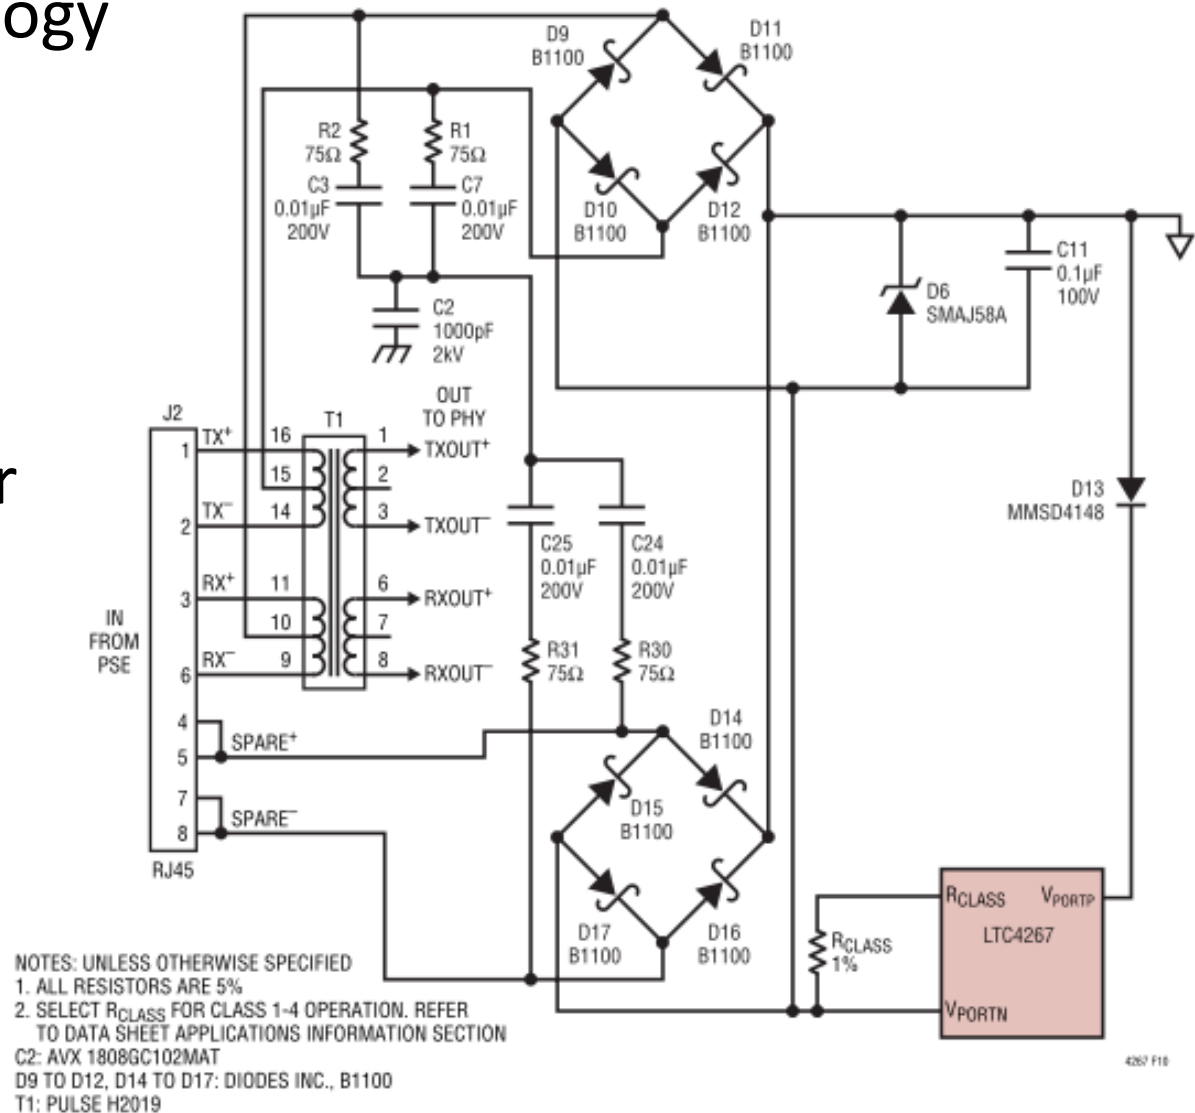 ogy
r
D9
B1100
D11
B1100
R2
75Ω
R1
75Ω
C3
0.01µF
200V
C7
0.01µF
200V
D10
B1100
D12
B1100
C2
1000pF
2kV
D6
SMAJ58A
C11
0.1µF
100V
OUT
TO PHY
J2
T1
1 TX+ 16 1 TXOUT+
15 2
2 TX− 14 3 TXOUT−
3 RX+ 11 6 RXOUT+
10 7
6 RX− 9 8 RXOUT−
4
5 SPARE+
7
8 SPARE−
RJ45
IN
FROM
PSE
D13
MMSD4148
C25
0.01µF
200V
C24
0.01µF
200V
R31
75Ω
R30
75Ω
D14
B1100
D15
B1100
D17
B1100
D16
B1100
RCLASS
1%
RCLASS VPORTP
LTC4267
VPORTN
NOTES: UNLESS OTHERWISE SPECIFIED
1. ALL RESISTORS ARE 5%
2. SELECT RCLASS FOR CLASS 1-4 OPERATION. REFER
TO DATA SHEET APPLICATIONS INFORMATION SECTION
C2: AVX 1808GC102MAT
D9 TO D12, D14 TO D17: DIODES INC., B1100
T1: PULSE H2019
4267 F10